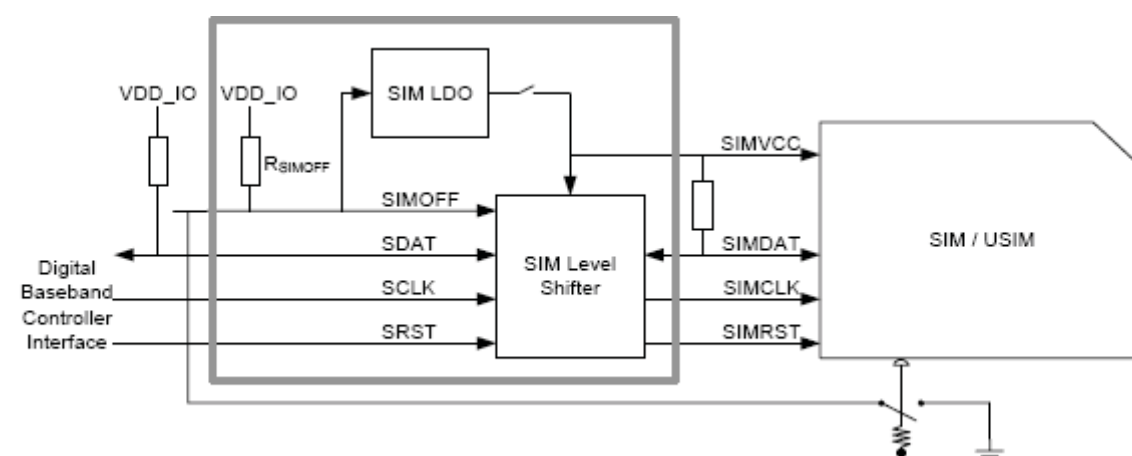 VDD_IO
VDD_IO
SIM LDO
RSIMOFF
SIMVCC
SIMOFF
SDAT
SIM Level
Shifter
SIMDAT
SIM / USIM
Digital
Baseband
Controller
Interface
SCLK
SIMCLK
SRST
SIMRST